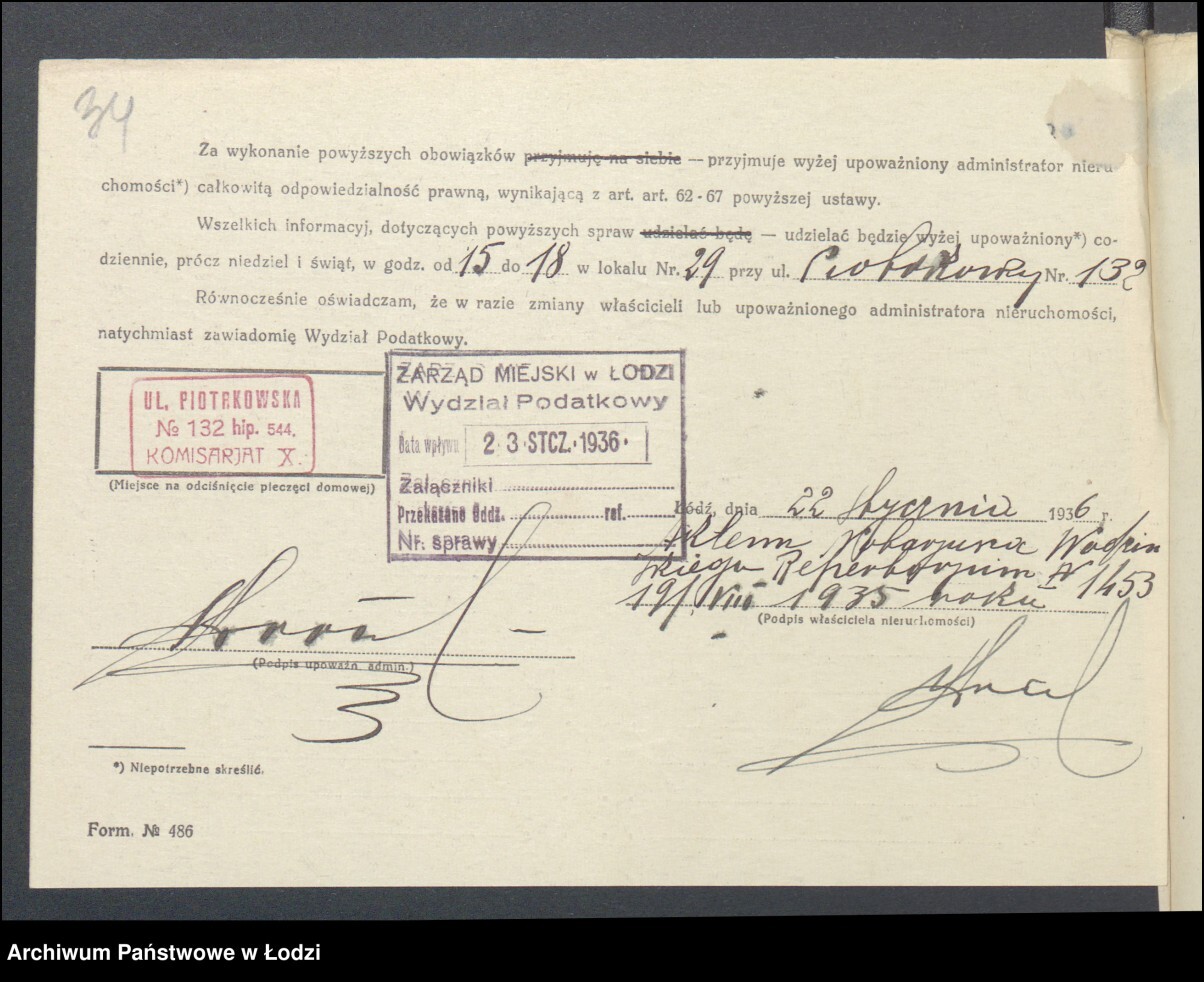 34
Za wykonanie powyższych obowiązków przyjmuję na siebie — przyjmuje wyżej upoważniony administrator nieru-
chomości*) całkowitą odpowiedzialność prawną, wynikającą z art. art. 62-67 powyższej ustawy.
Wszelkich informacyj, dotyczących powyższych spraw udzielać będę — udzielać będzie wyżej upoważniony*) co-
dziennie, prócz niedziel i świąt, w godz. od 15 do 18 w lokalu Nr. 29 przy ul. Piotrkowskiej Nr. 132
Równocześnie oświadczam, że w razie zmiany właścicieli lub upoważnionego administratora nieruchomości,
natychmiast zawiadomię Wydział Podatkowy.
UL. PIOTRKOWSKA
№ 132 hip. 544.
KOMISARJAT X.
(Miejsce na odciśnięcie pieczęci domowej)
ZARZĄD MIEJSKI w ŁODZI
Wydział Podatkowy
Data wpływu 23 STCZ. 1936
Załączniki
Przekazano Oddz. ref.
Nr. sprawy
Łódź, dnia 22 stycznia 1936 r.
Aktem Notarjusza
Repertorjum N 1453
19/VIII 1935 roku
(Podpis właściciela nieruchomości)
(Podpis upoważn. admin.)
*) Niepotrzebne skreślić.
Form. № 486
Archiwum Państwowe w Łodzi